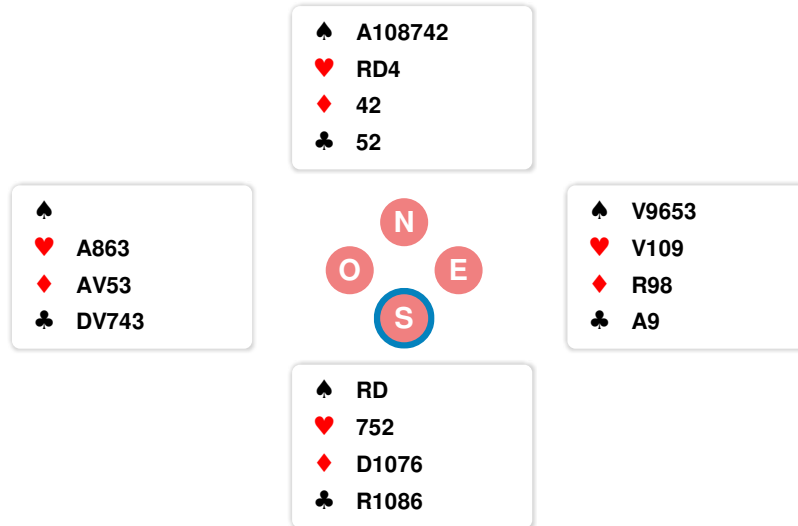 ♠ A108742
♥ RD4
♦ 42
♣ 52
♠
♥ A863
♦ AV53
♣ DV743
N
O E
S
♠ V9653
♥ V109
♦ R98
♣ A9
♠ RD
♥ 752
♦ D1076
♣ R1086